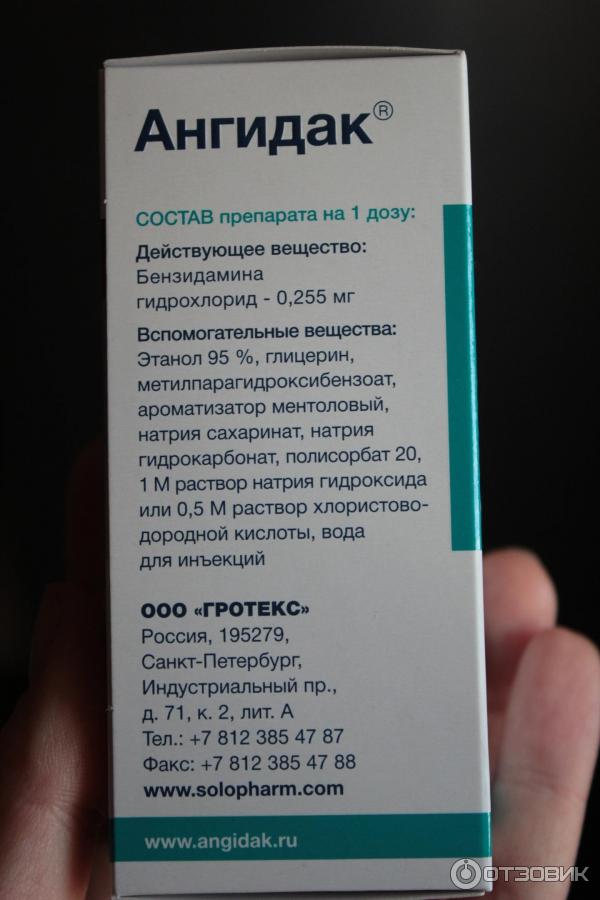 Ангидак®
СОСТАВ препарата на 1 дозу:
Действующее вещество:
Бензидамина
гидрохлорид - 0,255 мг
Вспомогательные вещества:
Этанол 95 %, глицерин,
метилпарагидроксибензоат,
ароматизатор ментоловый,
натрия сахаринат, натрия
гидрокарбонат, полисорбат 20,
1 М раствор натрия гидроксида
или 0,5 М раствор хлористово-
дородной кислоты, вода
для инъекций
ООО «ГРОТЕКС»
Россия, 195279,
Санкт-Петербург,
Индустриальный пр.,
д. 71, к. 2, лит. А
Тел.: +7 812 385 47 87
Факс: +7 812 385 47 88
www.solopharm.com
www.angidak.ru
ОТЗОВИК